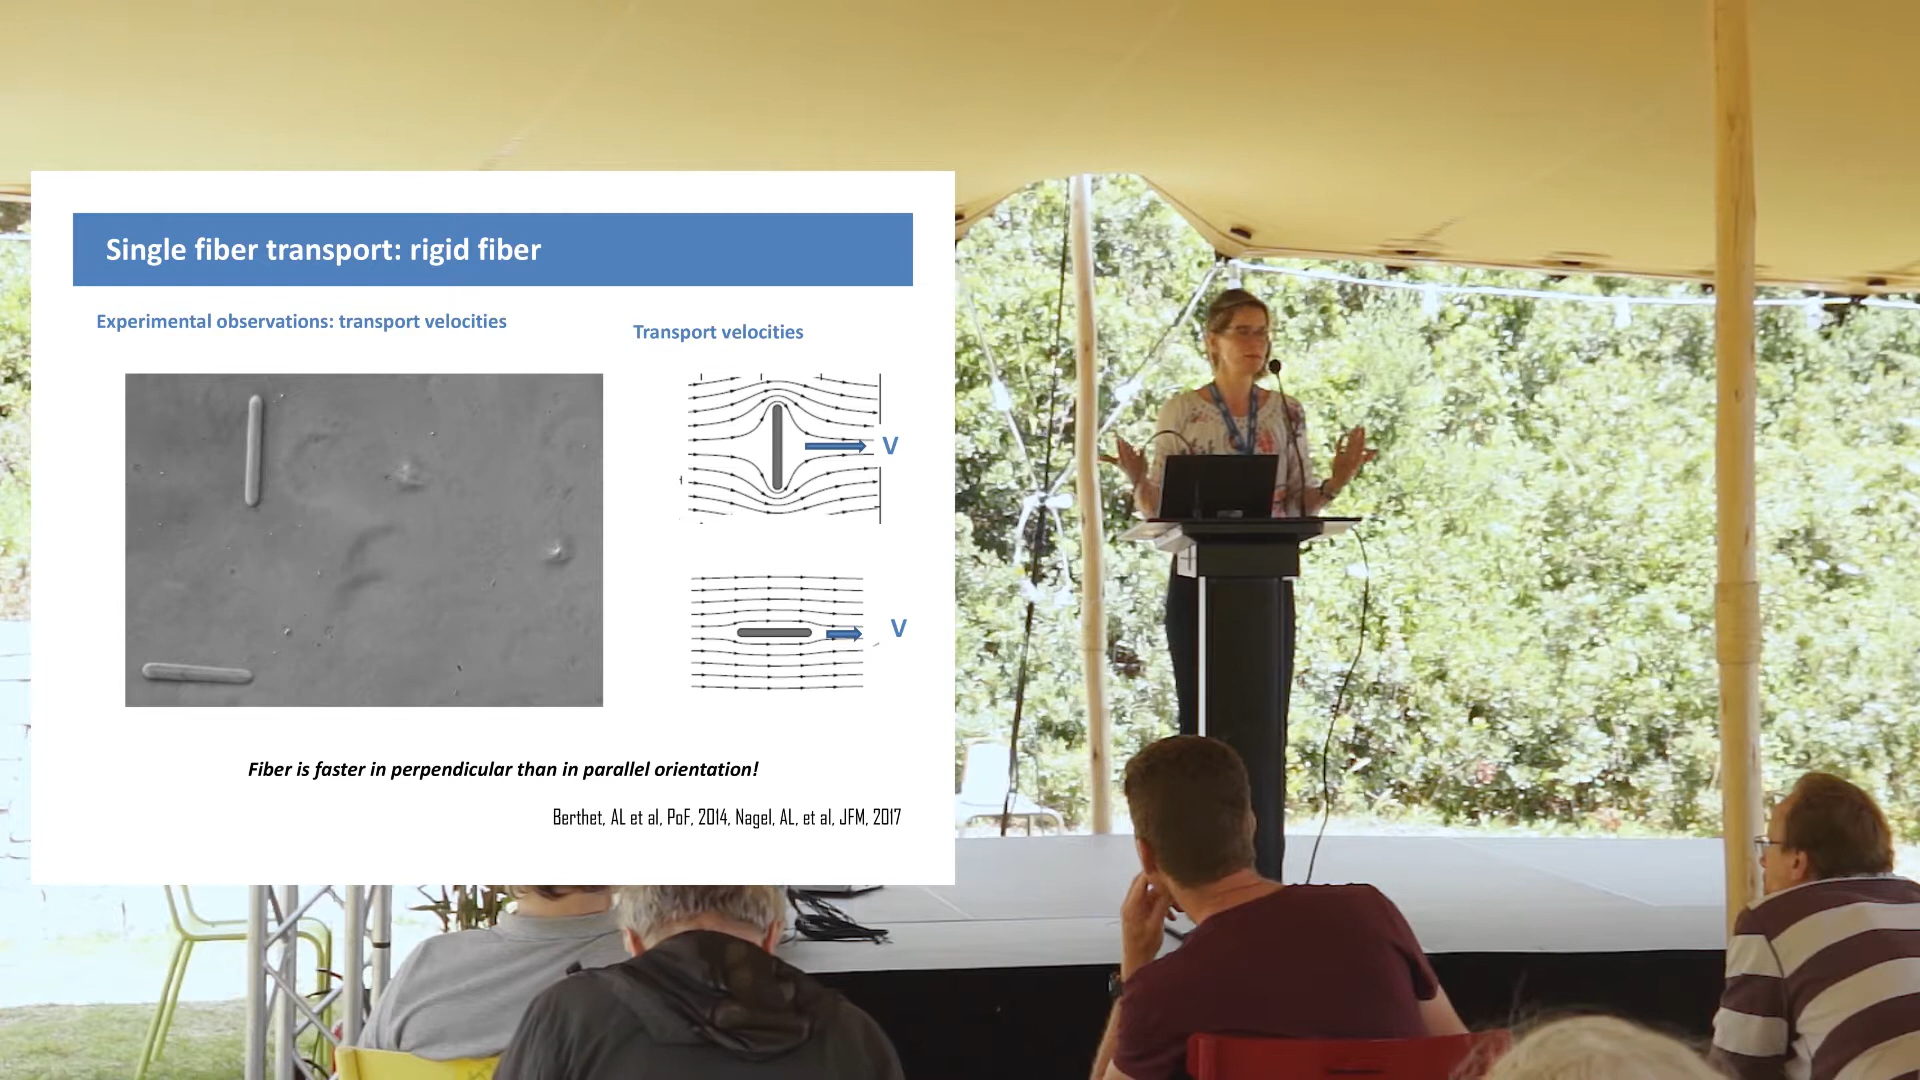 Single fiber transport: rigid fiber
Experimental observations: transport velocities
Transport velocities
V
V
Fiber is faster in perpendicular than in parallel orientation!
Berthet, AL et al, PoF, 2014, Nagel, AL, et al, JFM, 2017